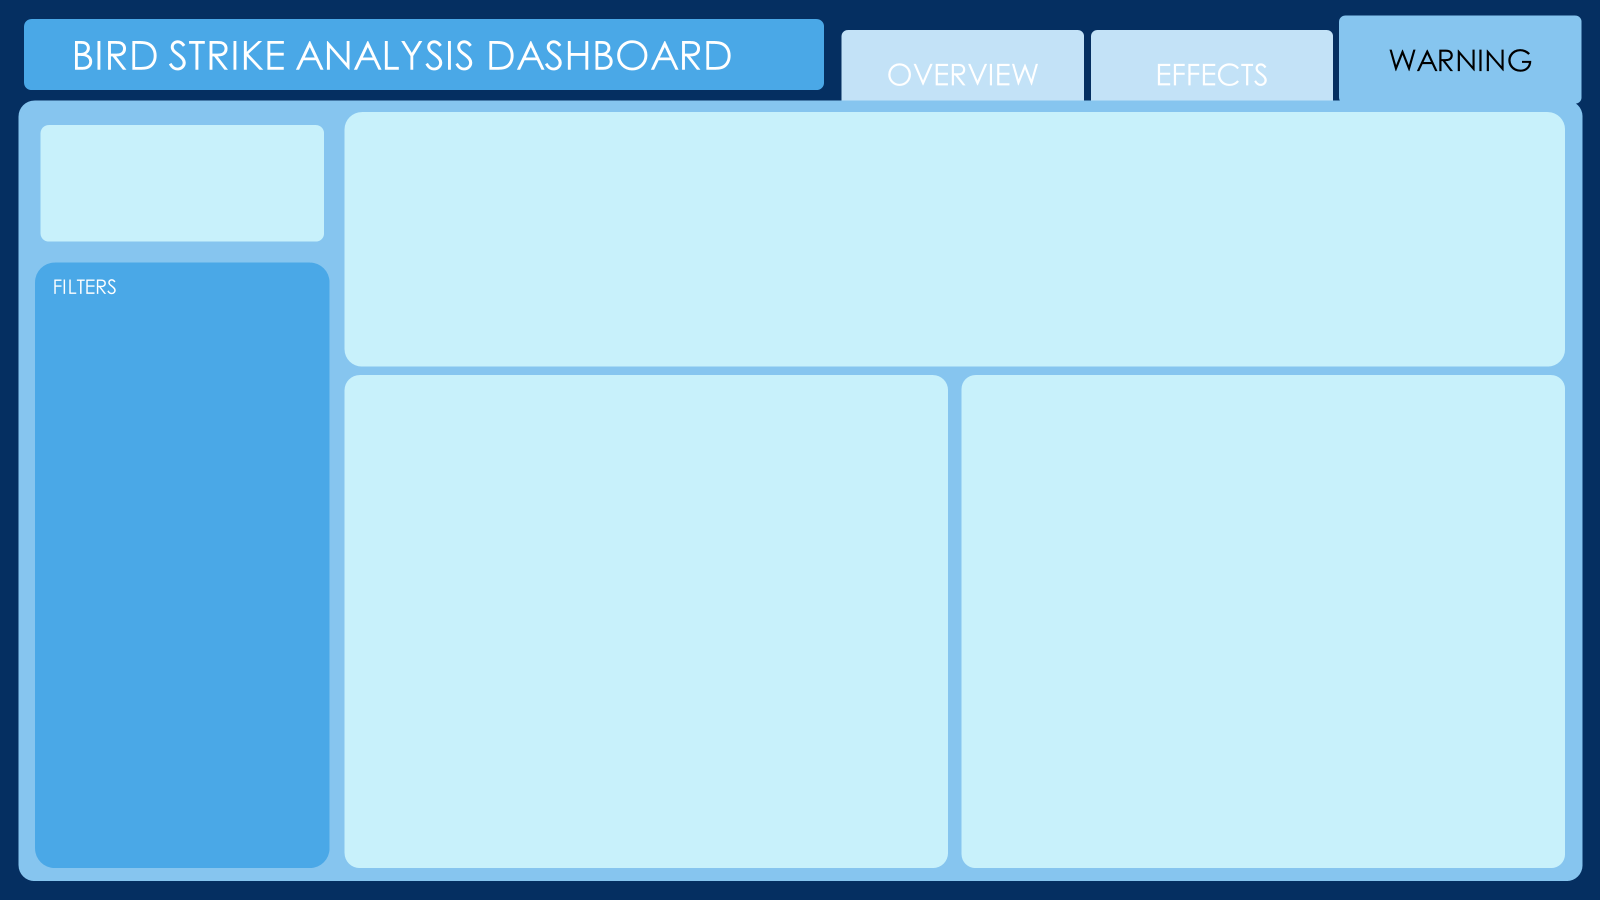 BIRD STRIKE ANALYSIS DASHBOARD
OVERVIEW
EFFECTS
WARNING
FILTERS